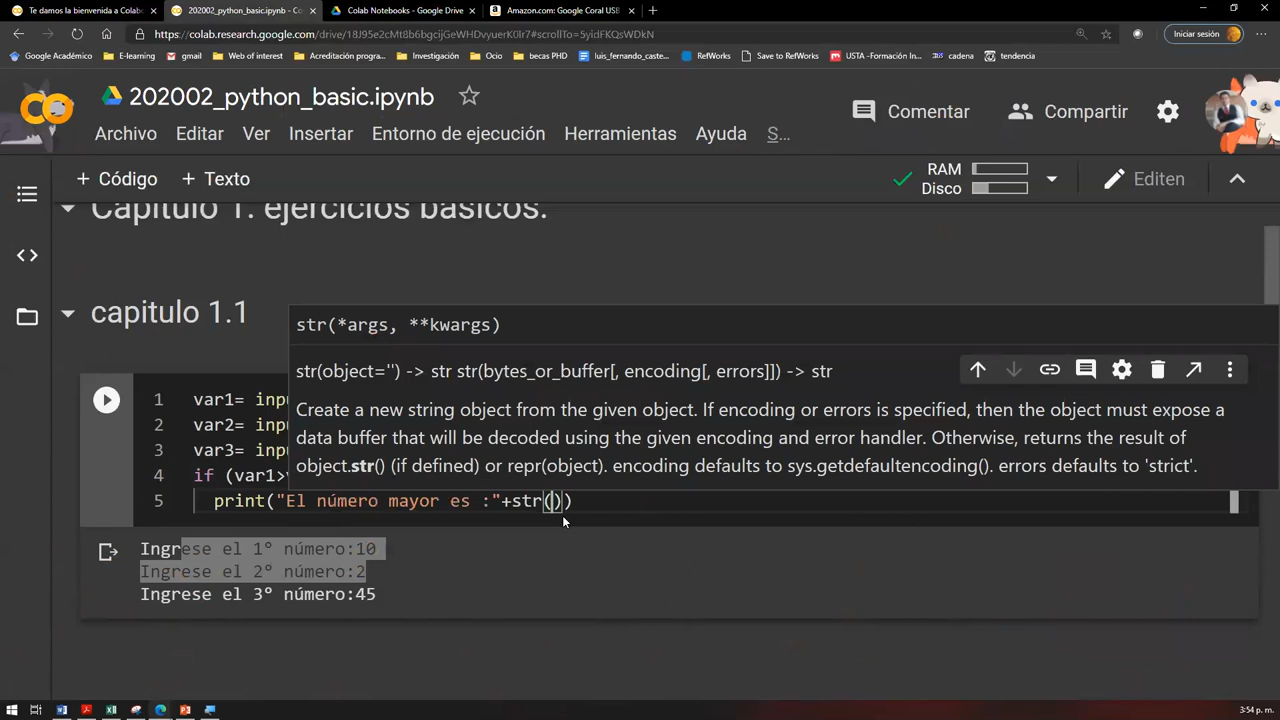 Te damos la bienvenida a Colabo
202002_python_basic.ipynb - Co
Colab Notebooks - Google Drive
Amazon.com: Google Coral USB
https://colab.research.google.com/drive/18J95e2cMt8b6bgcijGeWHDvyuerK0Ir7#scrollTo=5yidFKQsWDkN
Iniciar sesión
Google Académico
E-Learning
gmail
Web of interest
Acreditación progra...
Investigación
Ocio
becas PHD
luis_fernando_caste...
RefWorks
Save to RefWorks
USTA –Formación In...
cadena
tendencia
202002_python_basic.ipynb
Comentar
Compartir
Archivo Editar Ver Insertar Entorno de ejecución Herramientas Ayuda S...
+ Código + Texto
RAM
Disco
Editen
Capitulo 1. ejercicios basicos.
capitulo 1.1
str(*args, **kwargs)
str(object='') -> str str(bytes_or_buffer[, encoding[, errors]]) -> str
Create a new string object from the given object. If encoding or errors is specified, then the object must expose a
data buffer that will be decoded using the given encoding and error handler. Otherwise, returns the result of
object.str() (if defined) or repr(object). encoding defaults to sys.getdefaultencoding(). errors defaults to 'strict'.
1 var1= inp
2 var2= inp
3 var3= inp
4 if (var1>v
5 print("El número mayor es :"+str())
Ingrese el 1° número:10
Ingrese el 2° número:2
Ingrese el 3° número:45
3:54 p. m.